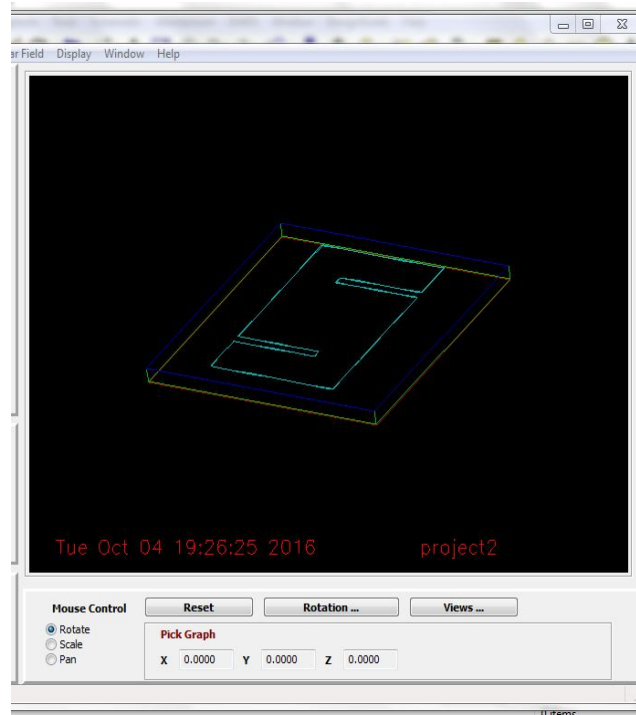 ar Field Display Window Help
Tue Oct 04 19:26:25 2016 project2
Mouse Control Reset Rotation ... Views ...
Rotate
Scale
Pan
Pick Graph
X 0.0000 Y 0.0000 Z 0.0000